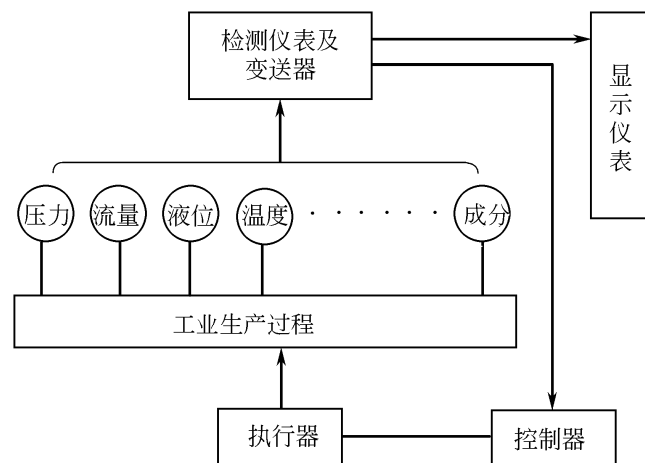 检测仪表及
变送器
显
示
仪
表
压力
流量
液位
温度
· · · · · ·
成分
工业生产过程
执行器
控制器